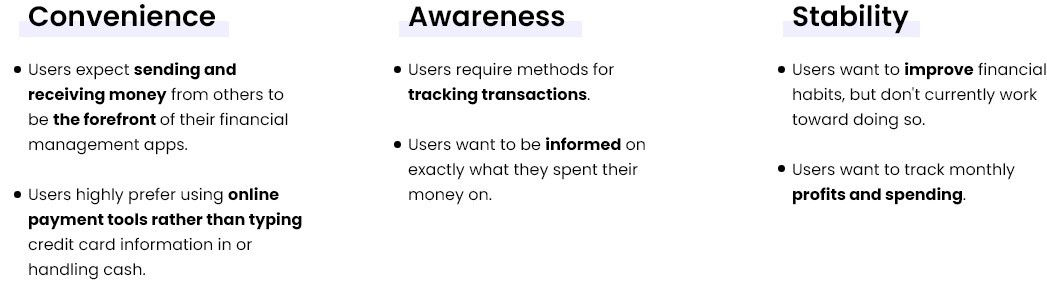 Convenience
• Users expect sending and
receiving money from others to
be the forefront of their financial
management apps.
• Users highly prefer using online
payment tools rather than typing
credit card information in or
handling cash.
Awareness
• Users require methods for
tracking transactions.
• Users want to be informed on
exactly what they spent their
money on.
Stability
• Users want to improve financial
habits, but don't currently work
toward doing so.
• Users want to track monthly
profits and spending.